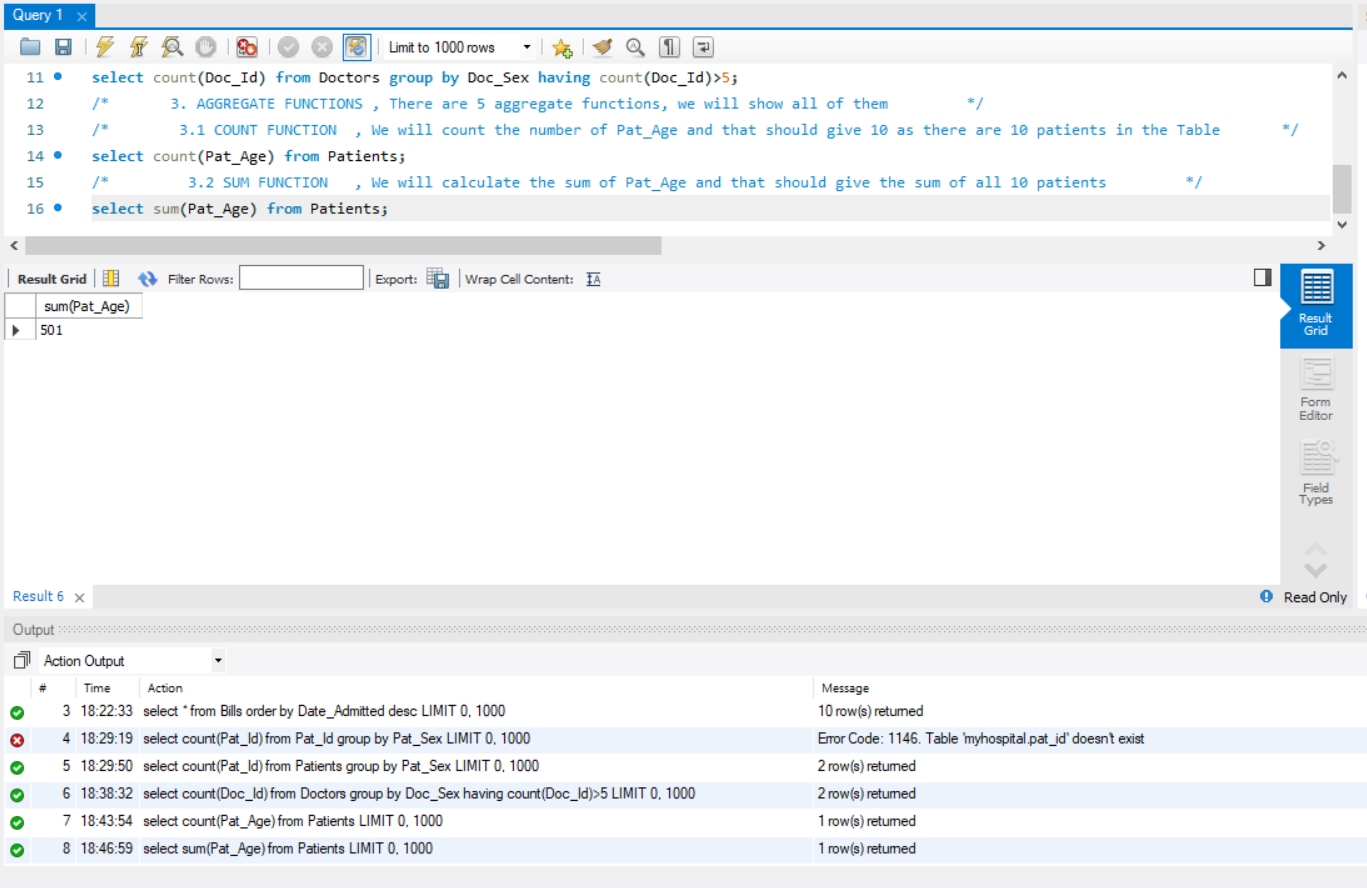 Query 1
Limit to 1000 rows
11 select count(Doc_Id) from Doctors group by Doc_Sex having count(Doc_Id)>5;
12 /* 3. AGGREGATE FUNCTIONS , There are 5 aggregate functions, we will show all of them */
13 /* 3.1 COUNT FUNCTION , We will count the number of Pat_Age and that should give 10 as there are 10 patients in the Table */
14 select count(Pat_Age) from Patients;
15 /* 3.2 SUM FUNCTION , We will calculate the sum of Pat_Age and that should give the sum of all 10 patients */
16 select sum(Pat_Age) from Patients;
Result Grid Filter Rows: Export: Wrap Cell Content: IA
sum(Pat_Age)
501
Result
Grid
Form
Editor
Field
Types
Result 6 Read Only
Output
Action Output
# Time Action Message
3 18:22:33 select * from Bills order by Date_Admitted desc LIMIT 0, 1000 10 row(s) returned
4 18:29:19 select count(Pat_Id) from Pat_Id group by Pat_Sex LIMIT 0, 1000 Error Code: 1146. Table 'myhospital.pat_id' doesn't exist
5 18:29:50 select count(Pat_Id) from Patients group by Pat_Sex LIMIT 0, 1000 2 row(s) returned
6 18:38:32 select count(Doc_Id) from Doctors group by Doc_Sex having count(Doc_Id)>5 LIMIT 0, 1000 2 row(s) returned
7 18:43:54 select count(Pat_Age) from Patients LIMIT 0, 1000 1 row(s) returned
8 18:46:59 select sum(Pat_Age) from Patients LIMIT 0, 1000 1 row(s) returned